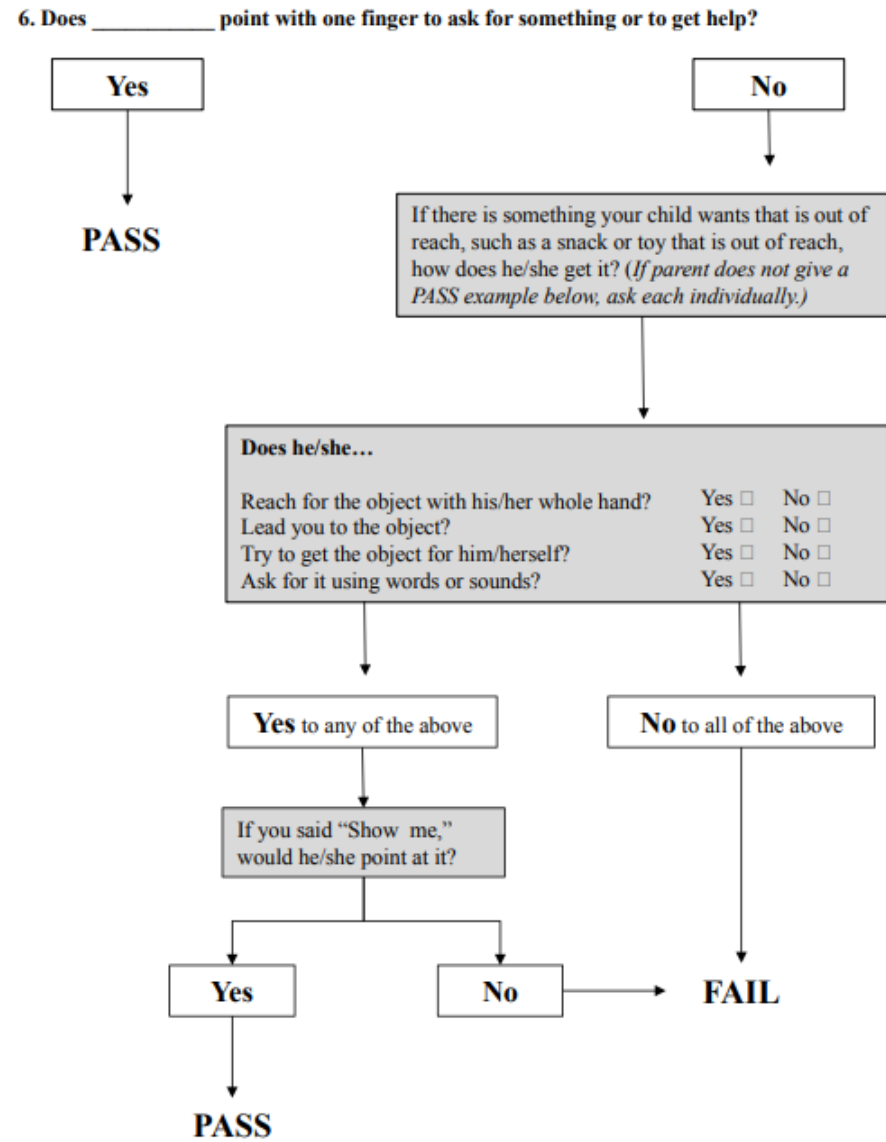 6. Does ___________ point with one finger to ask for something or to get help?
Yes
No
PASS
If there is something your child wants that is out of
reach, such as a snack or toy that is out of reach,
how does he/she get it? (If parent does not give a
PASS example below, ask each individually.)
Does he/she…
Reach for the object with his/her whole hand? Yes □ No □
Lead you to the object? Yes □ No □
Try to get the object for him/herself? Yes □ No □
Ask for it using words or sounds? Yes □ No □
Yes to any of the above
No to all of the above
If you said “Show me,”
would he/she point at it?
Yes
No
FAIL
PASS